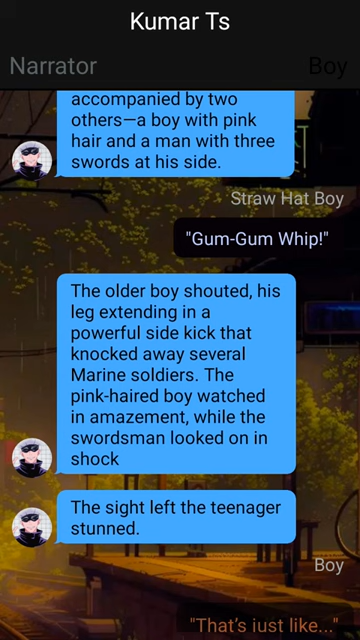 Kumar Ts
Narrator
Boy
accompanied by two
others—a boy with pink
hair and a man with three
swords at his side.
Straw Hat Boy
"Gum-Gum Whip!"
The older boy shouted, his
leg extending in a
powerful side kick that
knocked away several
Marine soldiers. The
pink-haired boy watched
in amazement, while the
swordsman looked on in
shock
The sight left the teenager
stunned.
Boy
"That's just like..."